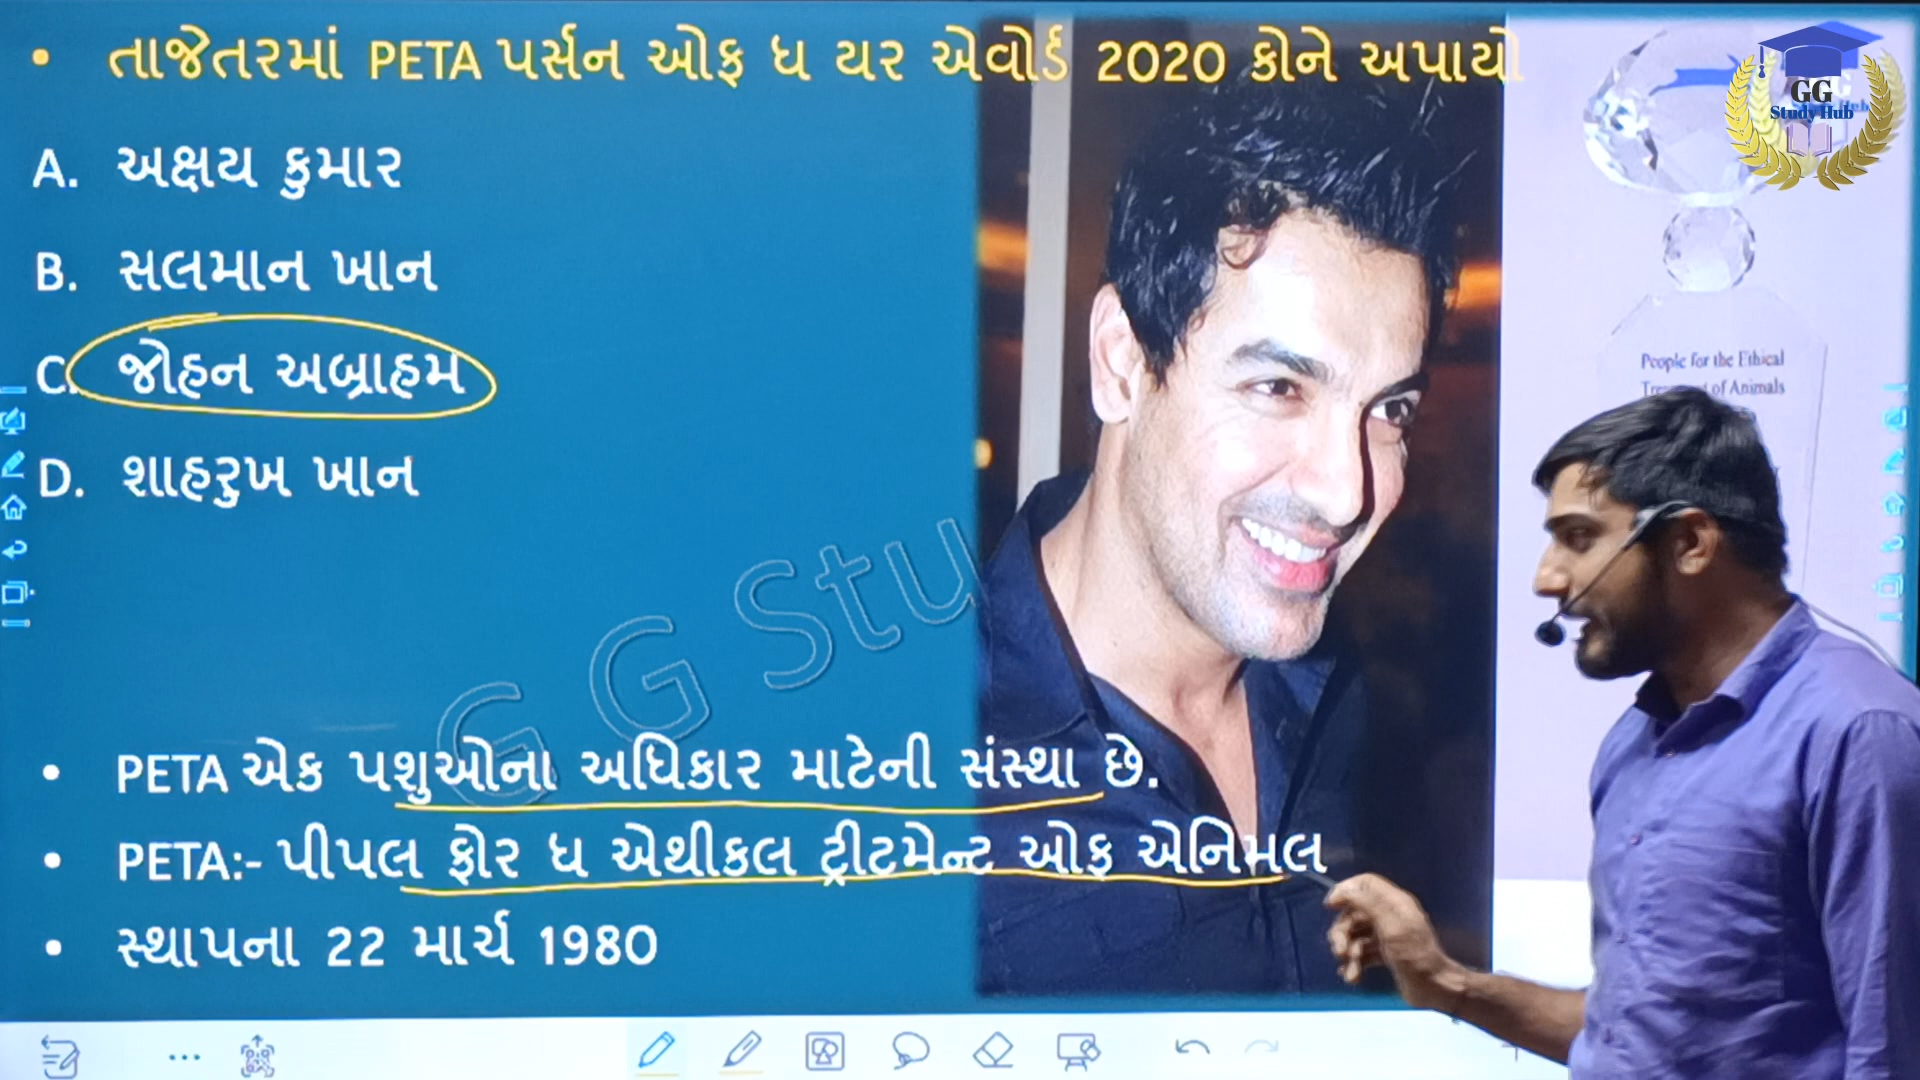 • તાજેતરમાં PETA પર્સન ઓફ ધ યર એવોર્ડ 2020 કોને અપાયો
A. અક્ષય કુમાર
B. સલમાન ખાન
C. જોહન અબ્રાહમ
D. શાહરુખ ખાન
GG
Study Hub
People for the Ethical
of Animals
G G Stu
• PETA એક પશુઓના અધિકાર માટેની સંસ્થા છે.
• PETA:- પીપલ ફોર ધ એથીકલ ટ્રીટમેન્ટ ઓફ એનિમલ
• સ્થાપના 22 માર્ચ 1980